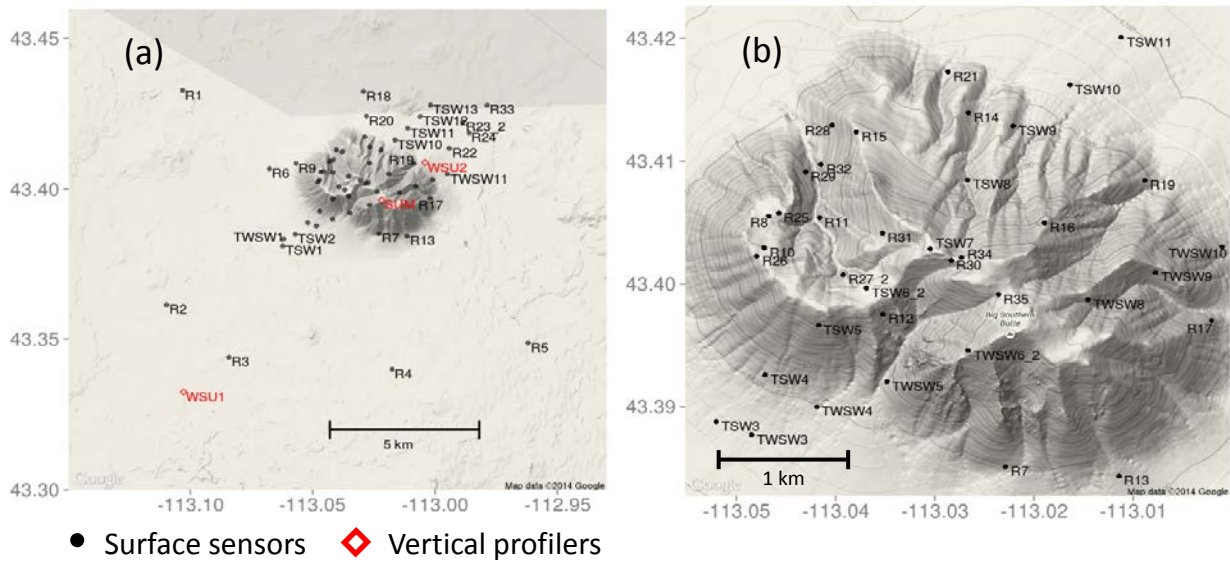 (a)
43.45
43.40
43.35
43.30
R1
R18
R20
TSW13
R33
TSW12
R23_2
TSW11
R24
TSW10
R22
R19
WSU2
TWSW11
R9
R6
SUM
R17
TWSW1
TSW2
TSW1
R7
R13
R2
R3
R4
R5
WSU1
5 km
Google
Map data ©2014 Google
-113.10
-113.05
-113.00
-112.95
Surface sensors
Vertical profilers
(b)
43.42
43.41
43.40
43.39
TSW11
R21
TSW10
R14
R28
R15
TSW9
R32
R29
TSW8
R19
R8
R25
R11
R16
R31
TSW7
TWSW10
R10
R26
R34
R30
TWSW9
R27_2
TSW6_2
R35
TWSW8
Big Southern
Butte
R12
TSW5
R17
TWSW6_2
TSW4
TWSW5
TWSW4
TSW3
TWSW3
R7
R13
1 km
Google
Map data ©2014 Google
-113.05
-113.04
-113.03
-113.02
-113.01